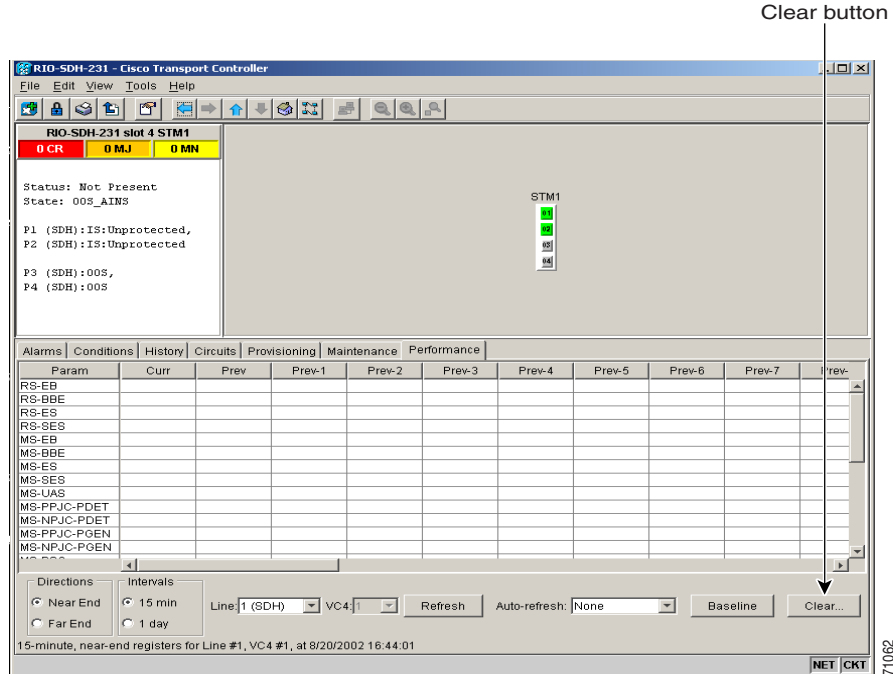 Clear button
RIO-SDH-231 - Cisco Transport Controller
File Edit View Tools Help
RIO-SDH-231 slot 4 STM1
0 CR 0 MJ 0 MN
Status: Not Present
State: OOS_AINS
P1 (SDH):IS:Unprotected,
P2 (SDH):IS:Unprotected
P3 (SDH):OOS,
P4 (SDH):OOS
STM1
01
02
03
04
Alarms Conditions History Circuits Provisioning Maintenance Performance
Param Curr Prev Prev-1 Prev-2 Prev-3 Prev-4 Prev-5 Prev-6 Prev-7 Prev-
RS-EB
RS-BBE
RS-ES
RS-SES
MS-EB
MS-BBE
MS-ES
MS-SES
MS-UAS
MS-PPJC-PDET
MS-NPJC-PDET
MS-PPJC-PGEN
MS-NPJC-PGEN
Directions Intervals
Near End 15 min Line: 1 (SDH) VC4: 1 Refresh Auto-refresh: None Baseline Clear...
Far End 1 day
15-minute, near-end registers for Line #1, VC4 #1, at 8/20/2002 16:44:01
NET CKT
71062